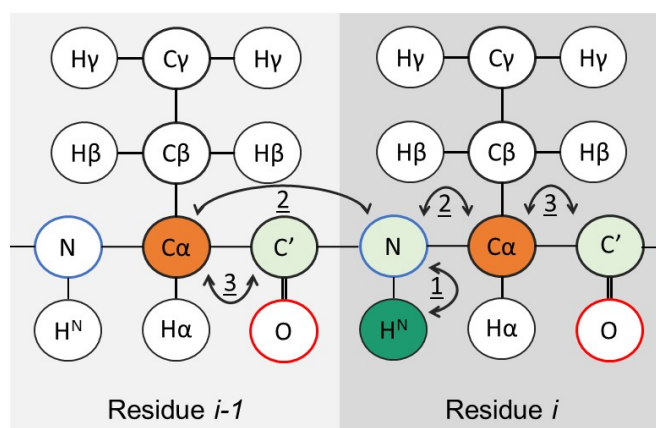 Hγ Cγ Hγ Hγ Cγ Hγ
Hβ Cβ Hβ Hβ Cβ Hβ
2 2 3
N Cα C’ N Cα C’
3 1
H^N Hα O H^N Hα O
Residue i-1 Residue i